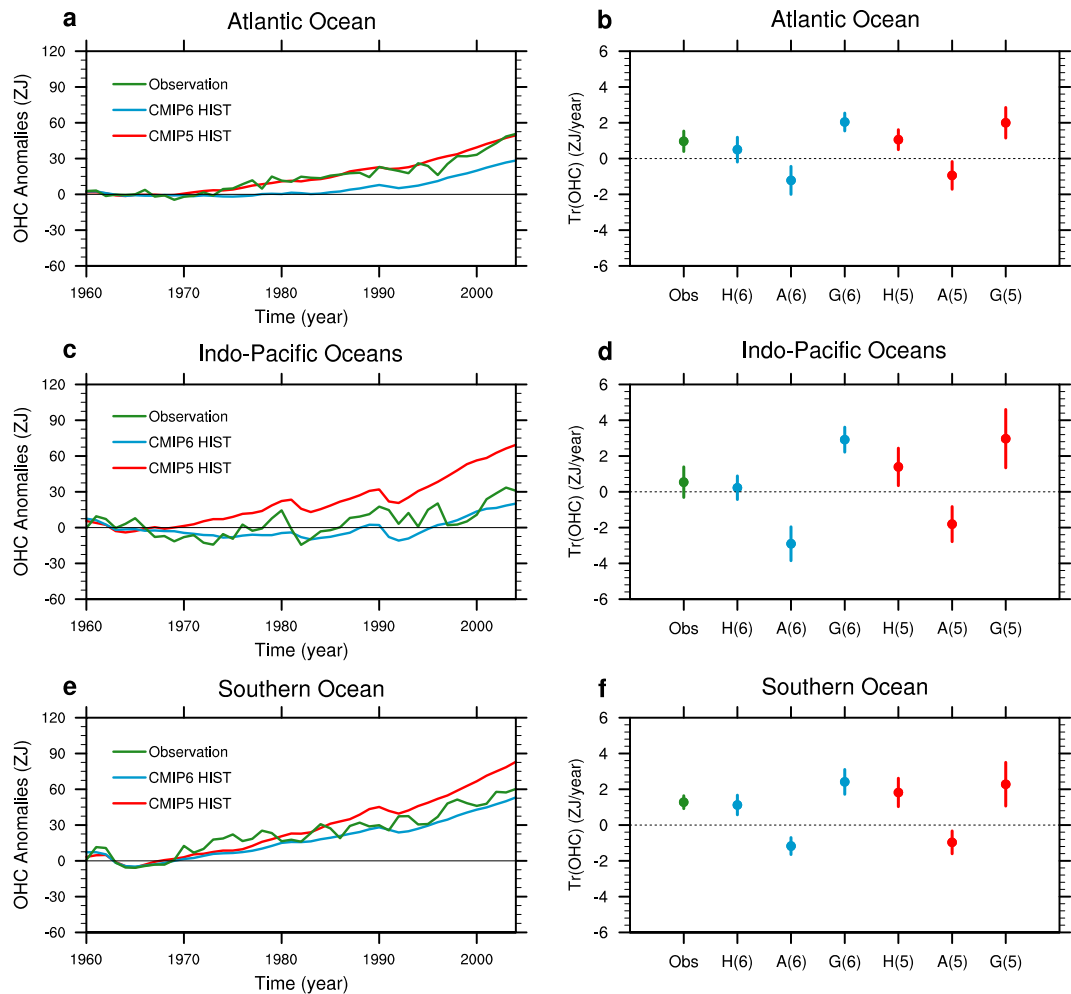 a Atlantic Ocean
OHC Anomalies (ZJ)
120
90
60
30
0
-30
-60
Observation
CMIP6 HIST
CMIP5 HIST
1960 1970 1980 1990 2000
Time (year)
b Atlantic Ocean
Tr(OHC) (ZJ/year)
6
4
2
0
-2
-4
-6
Obs H(6) A(6) G(6) H(5) A(5) G(5)
c Indo-Pacific Oceans
OHC Anomalies (ZJ)
120
90
60
30
0
-30
-60
Observation
CMIP6 HIST
CMIP5 HIST
1960 1970 1980 1990 2000
Time (year)
d Indo-Pacific Oceans
Tr(OHC) (ZJ/year)
6
4
2
0
-2
-4
-6
Obs H(6) A(6) G(6) H(5) A(5) G(5)
e Southern Ocean
OHC Anomalies (ZJ)
120
90
60
30
0
-30
-60
Observation
CMIP6 HIST
CMIP5 HIST
1960 1970 1980 1990 2000
Time (year)
f Southern Ocean
Tr(OHC) (ZJ/year)
6
4
2
0
-2
-4
-6
Obs H(6) A(6) G(6) H(5) A(5) G(5)